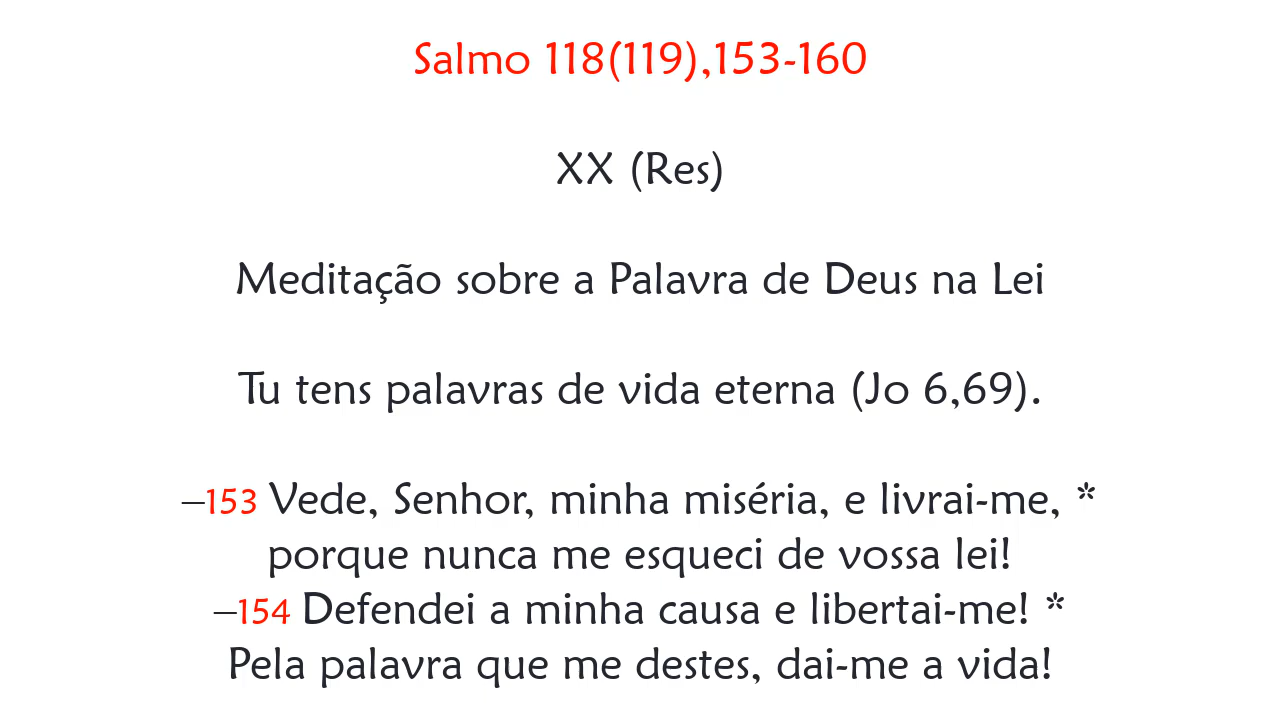 Salmo 118(119),153-160
XX (Res)
Meditação sobre a Palavra de Deus na Lei
Tu tens palavras de vida eterna (Jo 6,69).
–153 Vede, Senhor, minha miséria, e livrai-me, *
porque nunca me esqueci de vossa lei!
–154 Defendei a minha causa e libertai-me! *
Pela palavra que me destes, dai-me a vida!